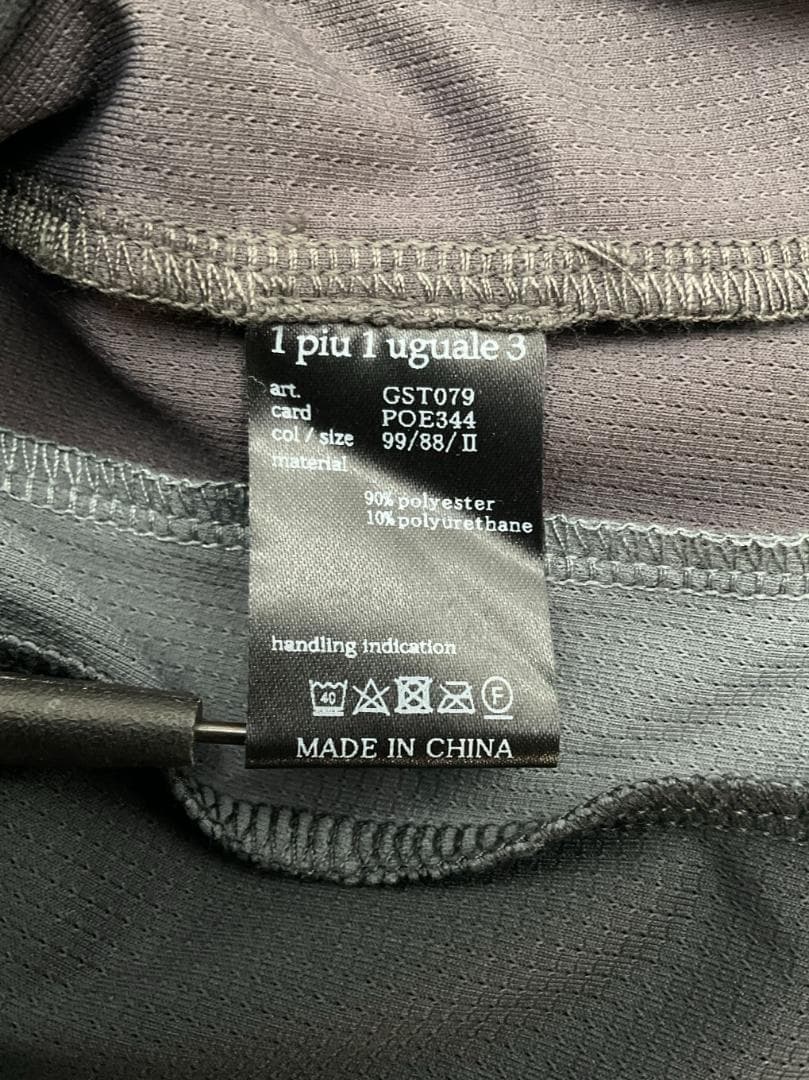 1 piu 1 uguale 3
art. GST079
card POE344
col / size 99/88/Ⅱ
material
90% polyester
10% polyurethane
handling indication
40 F
MADE IN CHINA